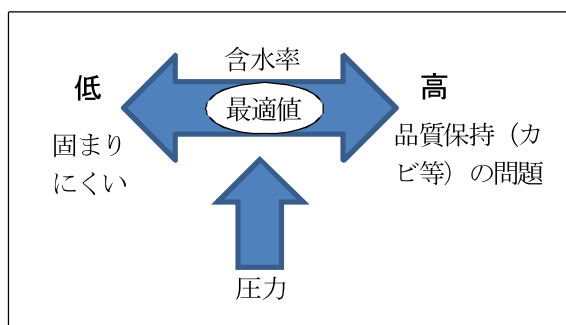 含水率
低
高
最適値
固まり
にくい
品質保持（カ
ビ等）の問題
圧力